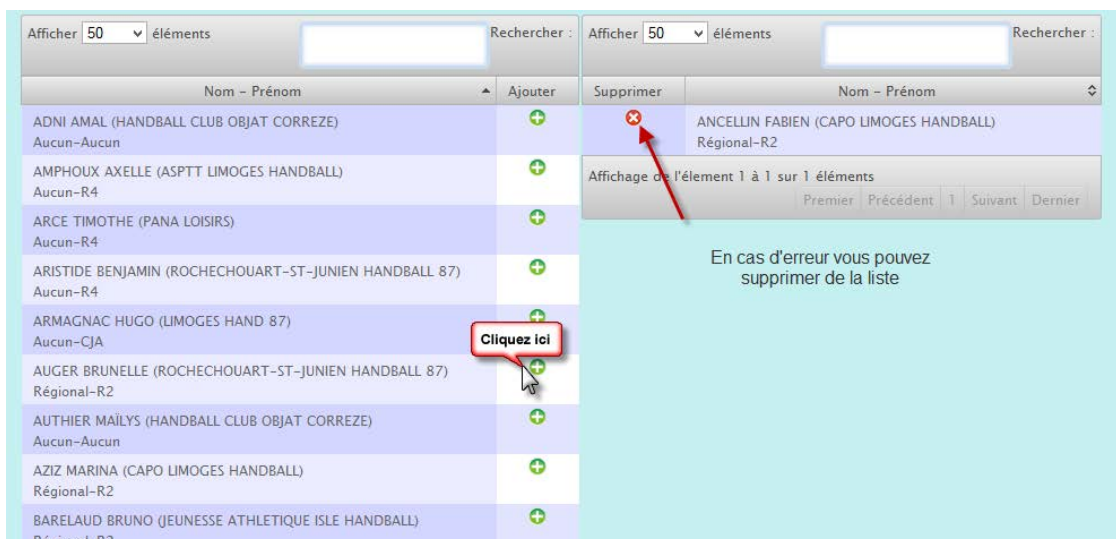 Afficher 50 éléments Rechercher :
Nom - Prénom Ajouter
ADNI AMAL (HANDBALL CLUB OBJAT CORREZE)
Aucun-Aucun
AMPHOUX AXELLE (ASPTT LIMOGES HANDBALL)
Aucun-R4
ARCE TIMOTHE (PANA LOISIRS)
Aucun-R4
ARISTIDE BENJAMIN (ROCHECHOUART-ST-JUNIEN HANDBALL 87)
Aucun-R4
ARMAGNAC HUGO (LIMOGES HAND 87)
Aucun-CJA
Cliquez ici
AUGER BRUNELLE (ROCHECHOUART-ST-JUNIEN HANDBALL 87)
Régional-R2
AUTHIER MAÏLYS (HANDBALL CLUB OBJAT CORREZE)
Aucun-Aucun
AZIZ MARINA (CAPO LIMOGES HANDBALL)
Régional-R2
BARELAUD BRUNO (JEUNESSE ATHLETIQUE ISLE HANDBALL)
Afficher 50 éléments Rechercher :
Supprimer Nom - Prénom
ANCELLIN FABIEN (CAPO LIMOGES HANDBALL)
Régional-R2
Affichage de l'élement 1 à 1 sur 1 éléments
Premier Précédent 1 Suivant Dernier
En cas d'erreur vous pouvez
supprimer de la liste